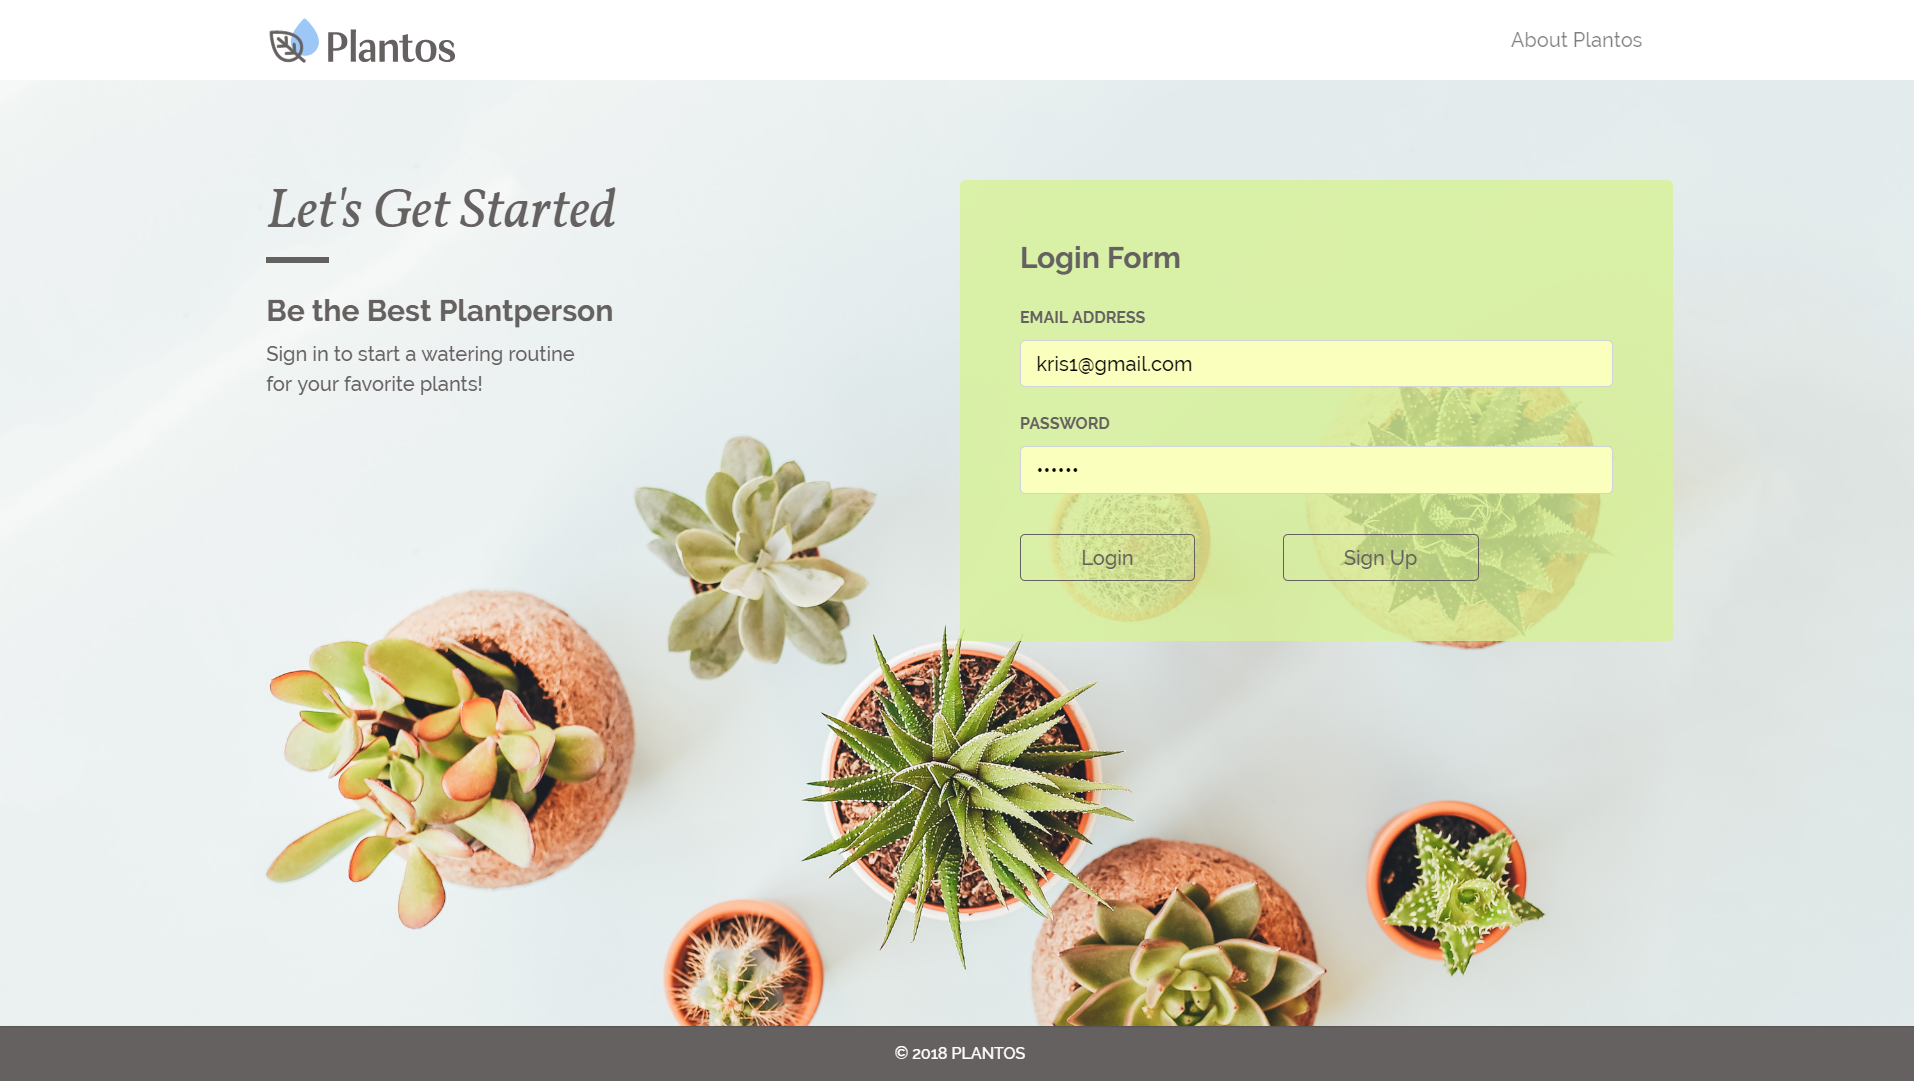 Plantos
About Plantos
Let's Get Started
Be the Best Plantperson
Sign in to start a watering routine
for your favorite plants!
Login Form
EMAIL ADDRESS
kris1@gmail.com
PASSWORD
••••••
Login
Sign Up
© 2018 PLANTOS